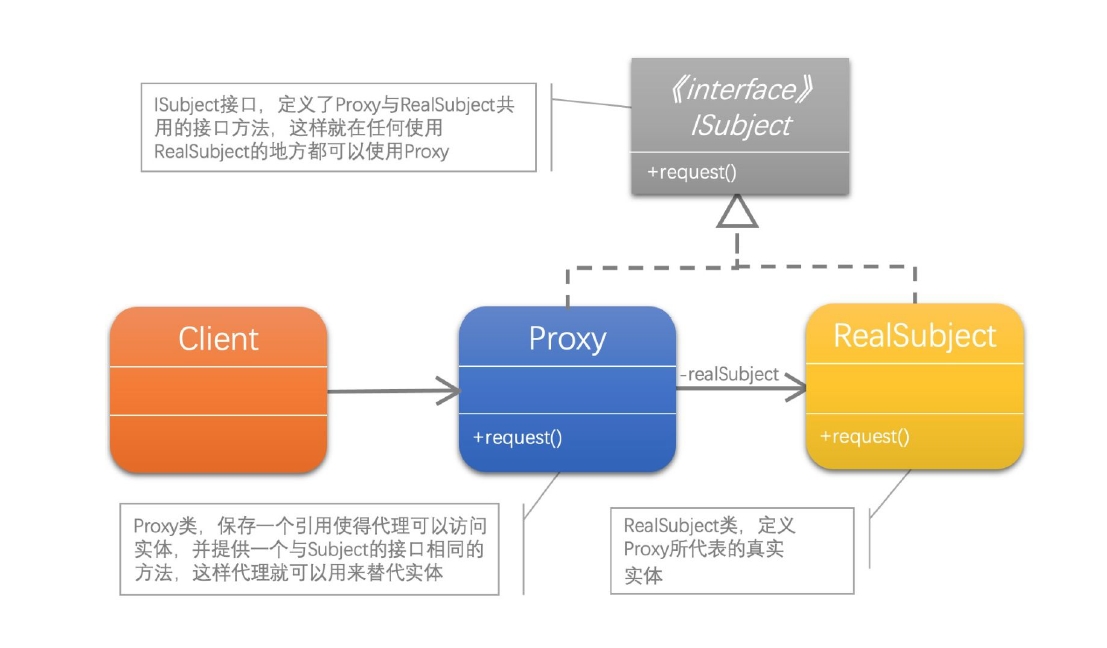 《interface》
ISubject
+request()
ISubject接口，定义了Proxy与RealSubject共
用的接口方法，这样就在任何使用
RealSubject的地方都可以使用Proxy
Client
Proxy
+request()
-realSubject
RealSubject
+request()
Proxy类，保存一个引用使得代理可以访问
实体，并提供一个与Subject的接口相同的
方法，这样代理就可以用来替代实体
RealSubject类，定义
Proxy所代表的真实
实体